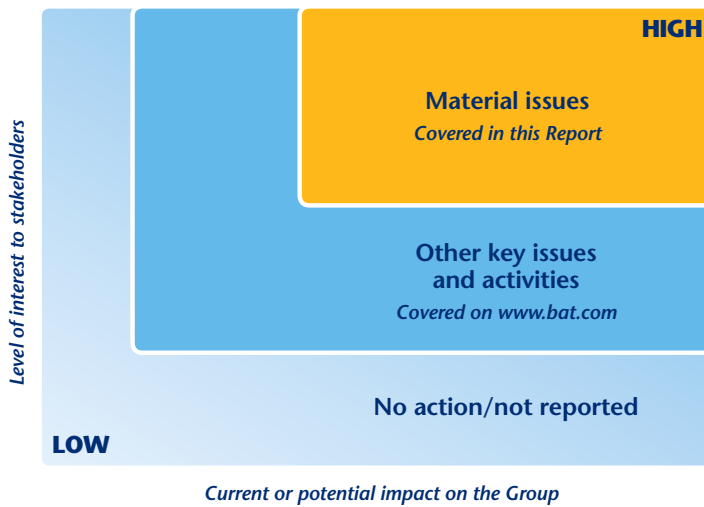 HIGH
Material issues
Covered in this Report
Level of interest to stakeholders
Other key issues
and activities
Covered on www.bat.com
No action/not reported
LOW
Current or potential impact on the Group